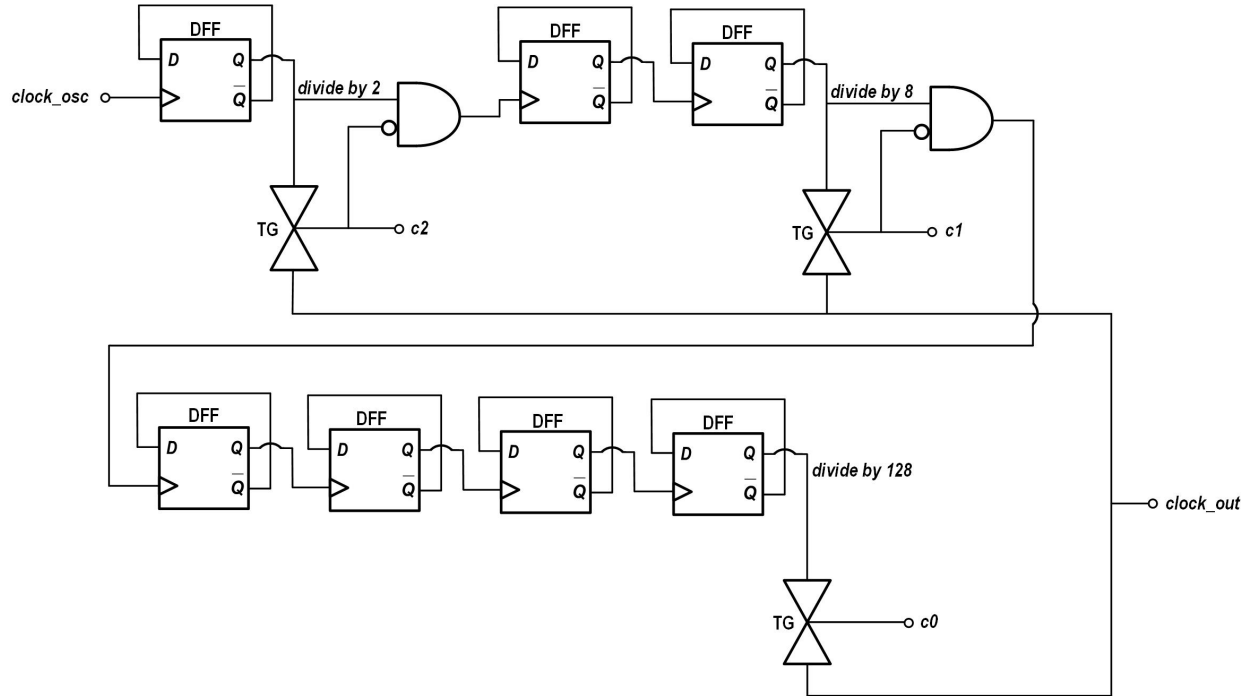 DFF
DFF
DFF
D
Q
Q
D
Q
Q
D
Q
Q
clock_osc
divide by 2
divide by 8
TG
c2
TG
c1
DFF
DFF
DFF
DFF
D
Q
Q
D
Q
Q
D
Q
Q
D
Q
Q
divide by 128
clock_out
TG
c0